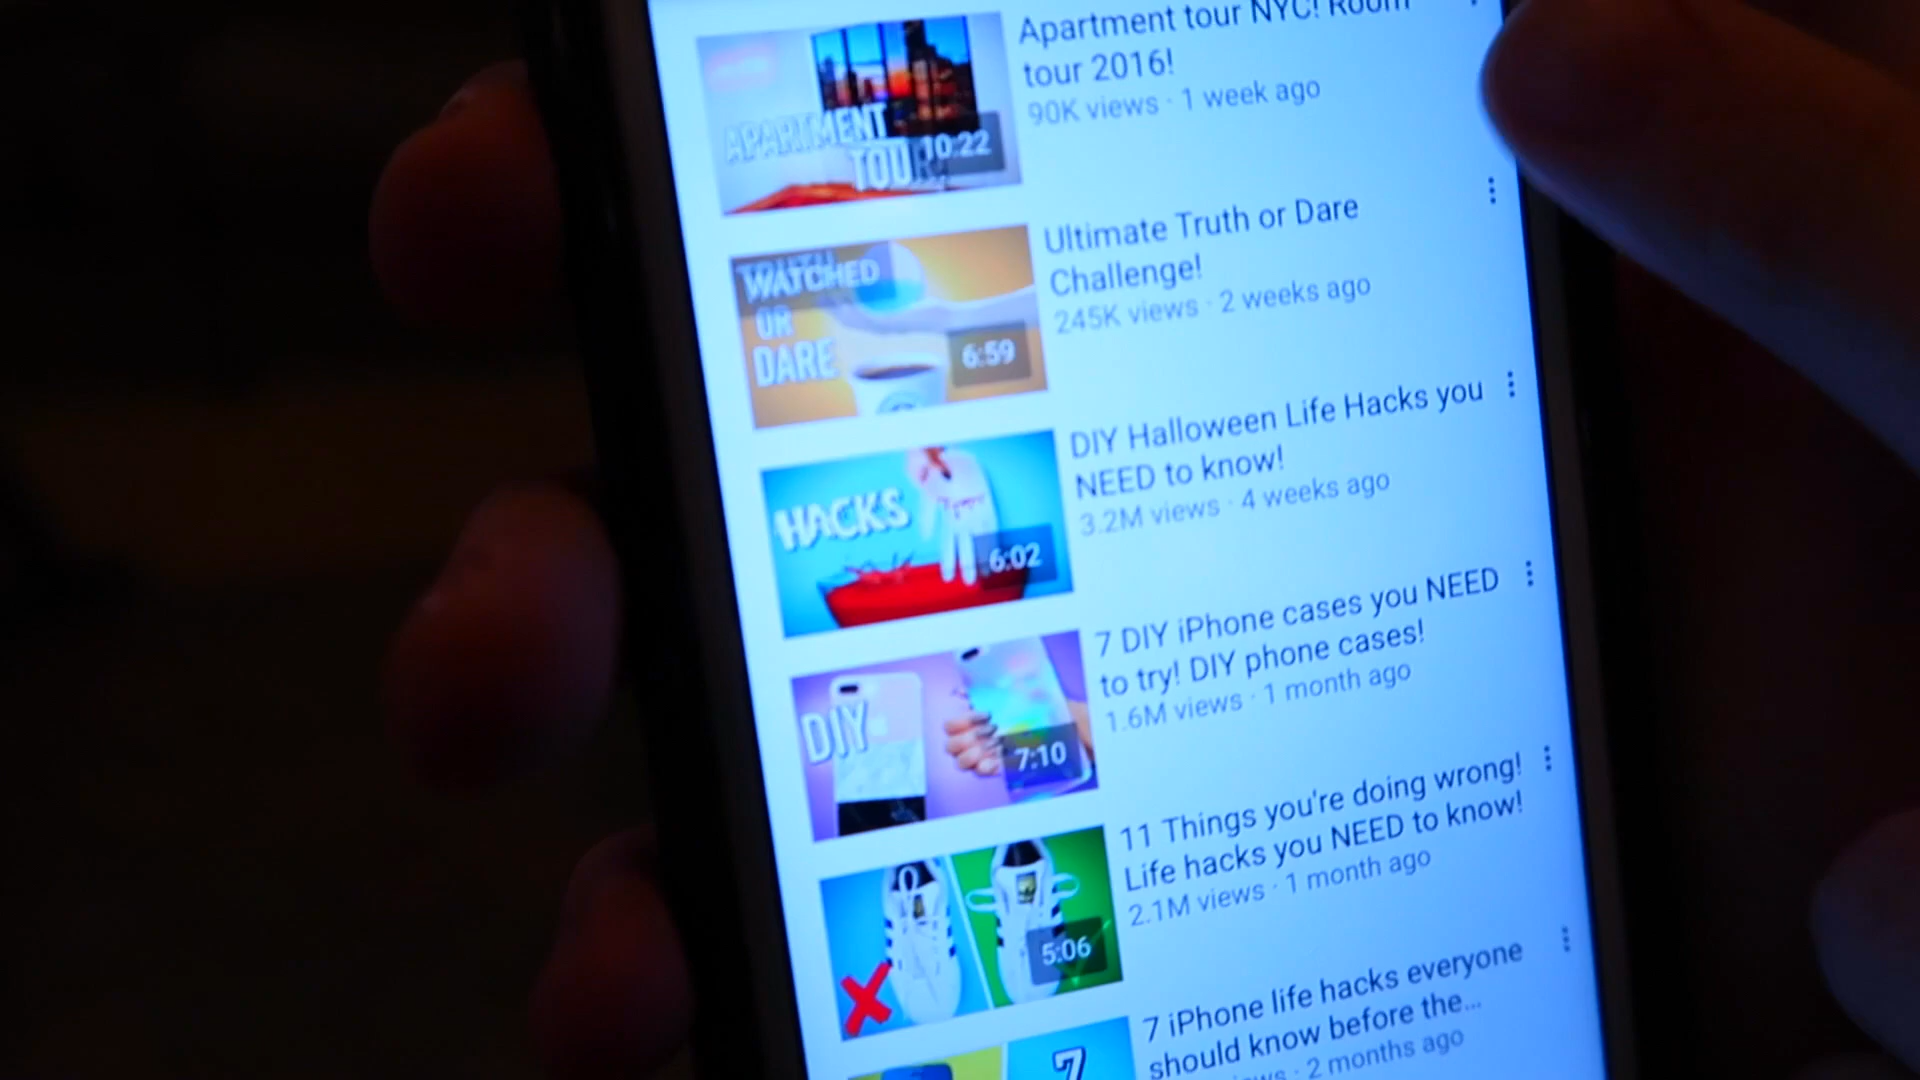 Apartment tour NYC! Room
tour 2016!
90K views · 1 week ago
APARTMENT
TOUR
10:22
Ultimate Truth or Dare
Challenge!
245K views · 2 weeks ago
WATCHED
OR
DARE
6:59
DIY Halloween Life Hacks you
NEED to know!
3.2M views · 4 weeks ago
HACKS
6:02
7 DIY iPhone cases you NEED
to try! DIY phone cases!
1.6M views · 1 month ago
DIY
7:10
11 Things you're doing wrong!
Life hacks you NEED to know!
2.1M views · 1 month ago
5:06
7 iPhone life hacks everyone
should know before the...
· 2 months ago
7